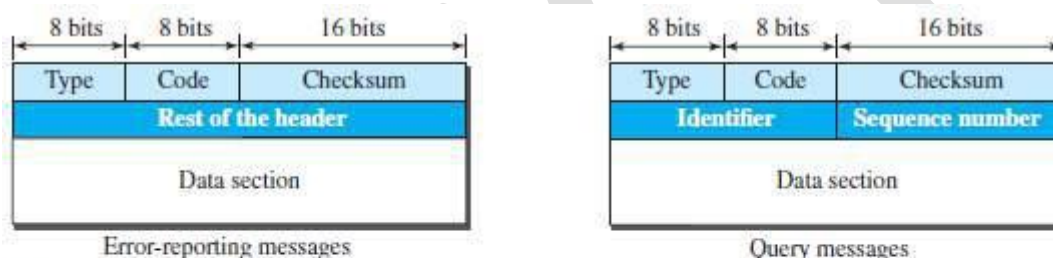 8 bits 8 bits 16 bits
Type Code Checksum
Rest of the header
Data section
Error-reporting messages
8 bits 8 bits 16 bits
Type Code Checksum
Identifier Sequence number
Data section
Query messages